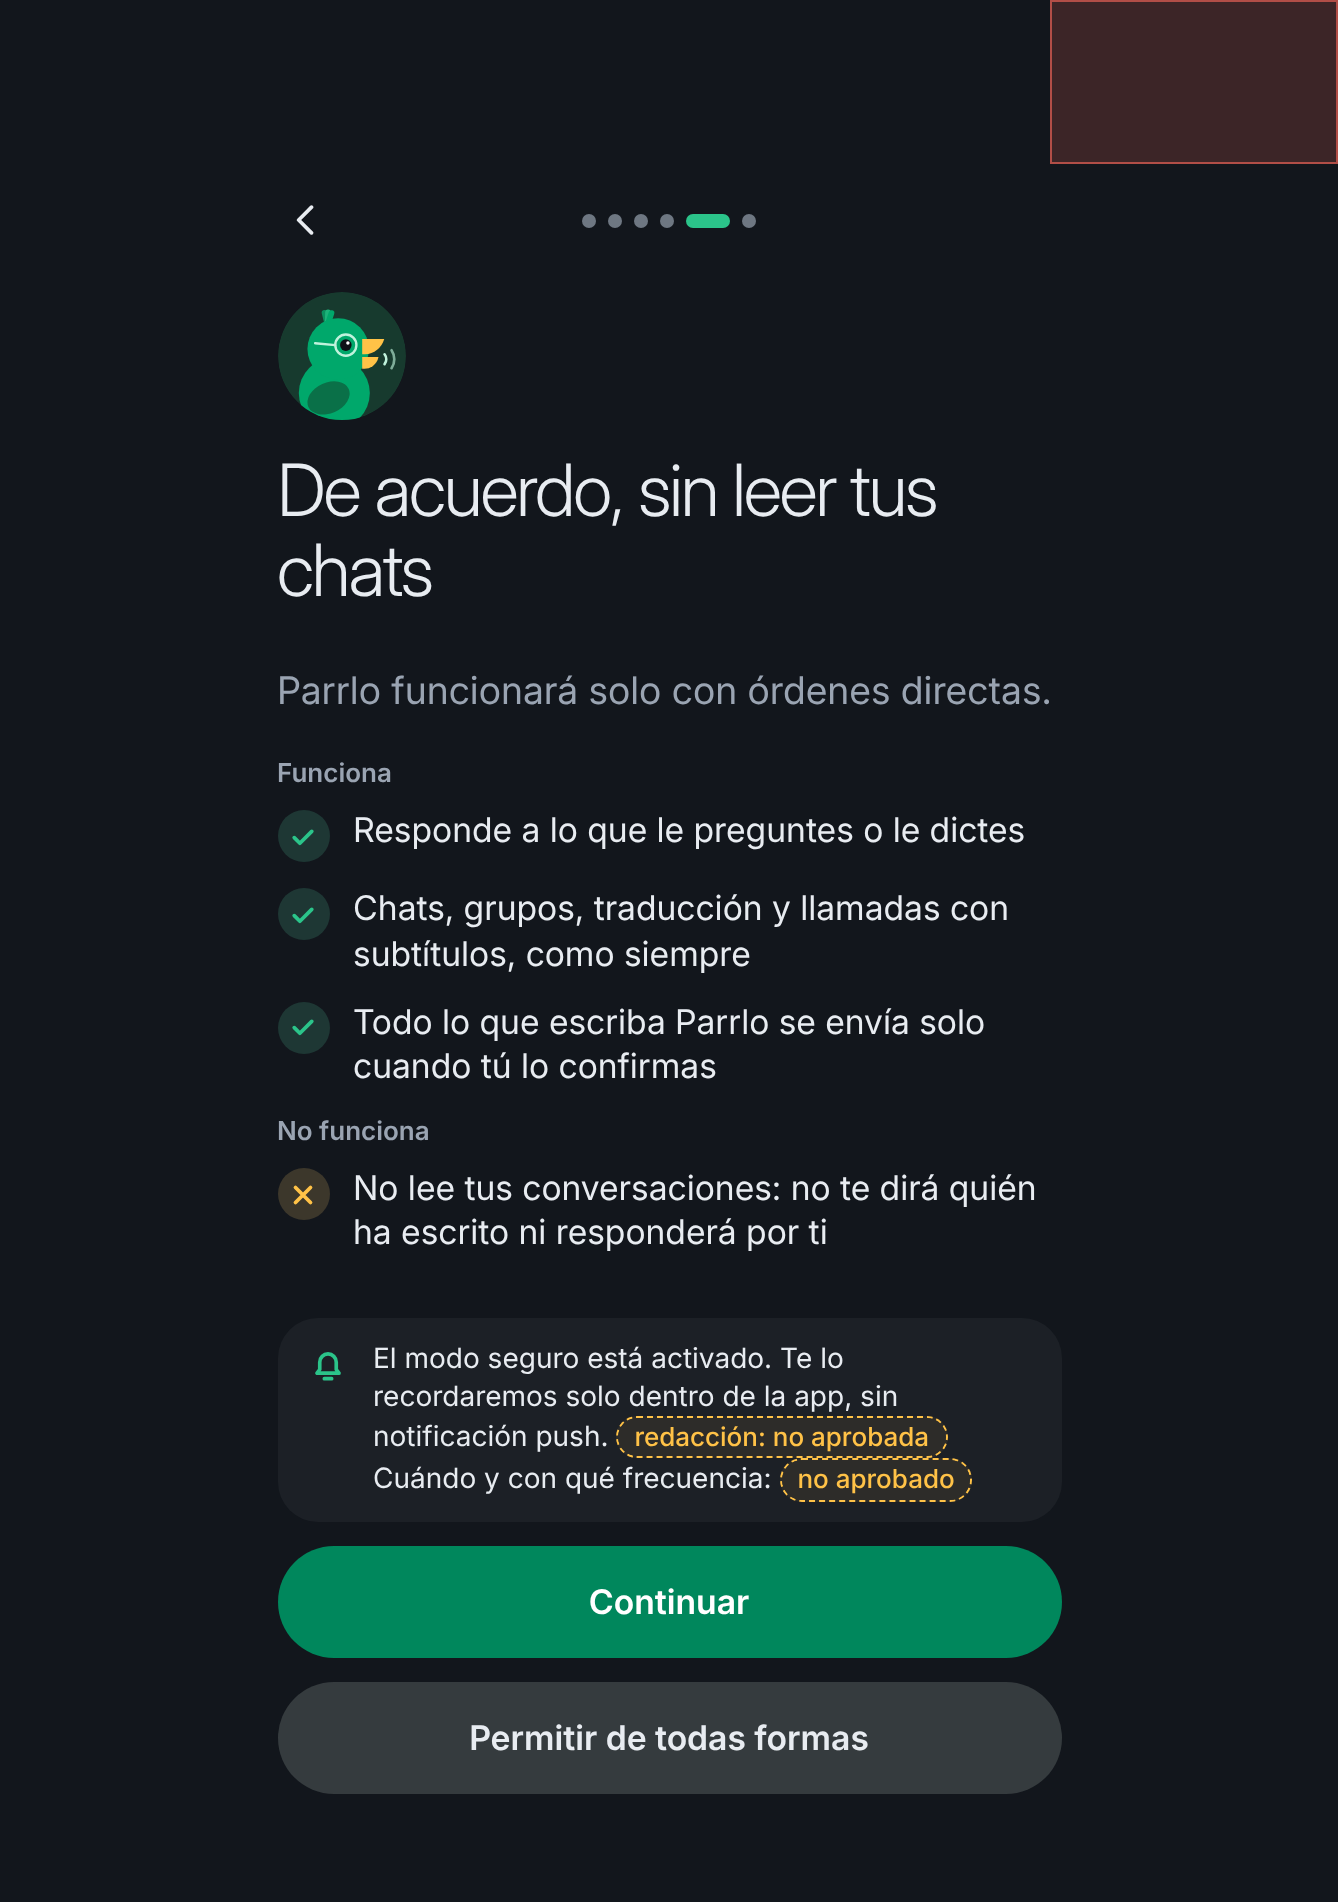 De acuerdo, sin leer tus
chats
Parrlo funcionará solo con órdenes directas.
Funciona
Responde a lo que le preguntes o le dictes
Chats, grupos, traducción y llamadas con
subtítulos, como siempre
Todo lo que escriba Parrlo se envía solo
cuando tú lo confirmas
No funciona
No lee tus conversaciones: no te dirá quién
ha escrito ni responderá por ti
El modo seguro está activado. Te lo
recordaremos solo dentro de la app, sin
notificación push. redacción: no aprobada
Cuándo y con qué frecuencia: no aprobado
Continuar
Permitir de todas formas